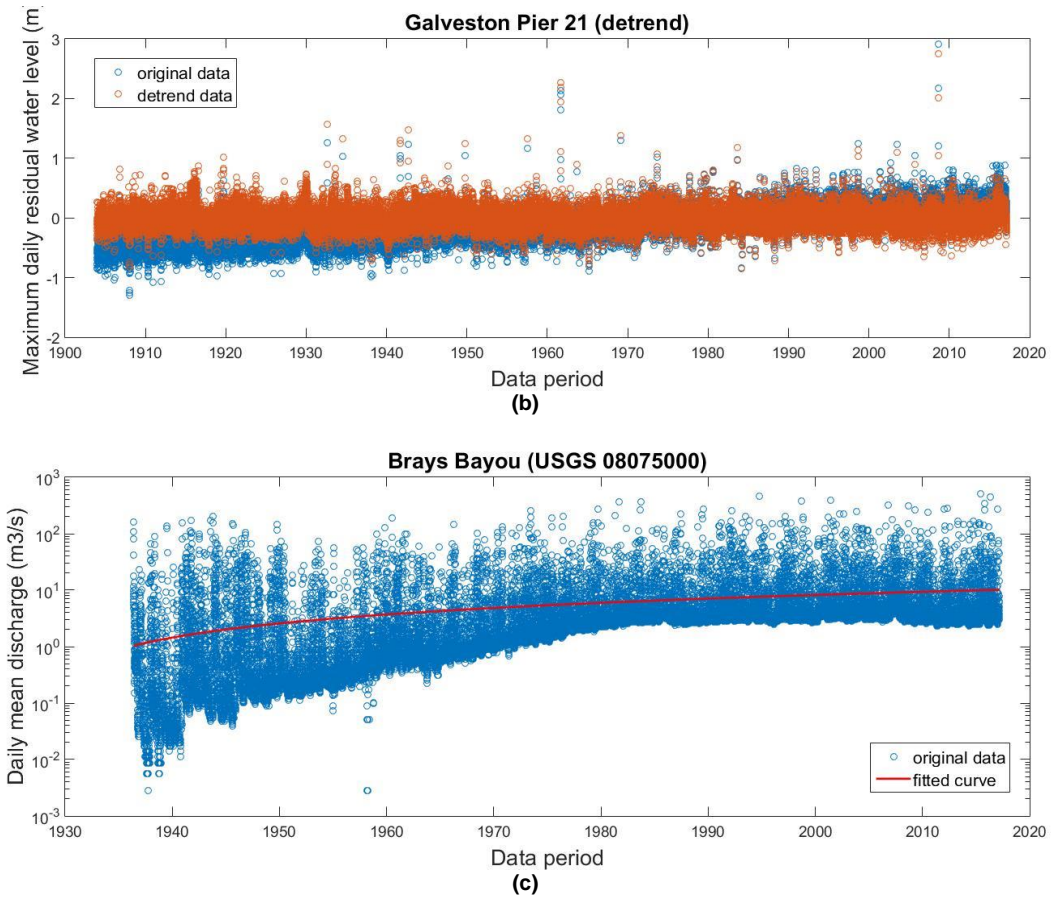 Galveston Pier 21 (detrend)
Maximum daily residual water level (m
3
2
1
0
-1
-2
original data
detrend data
1900 1910 1920 1930 1940 1950 1960 1970 1980 1990 2000 2010 2020
Data period
(b)
Brays Bayou (USGS 08075000)
Daily mean discharge (m3/s)
10^3
10^2
10^1
10^0
10^-1
10^-2
10^-3
original data
fitted curve
1930 1940 1950 1960 1970 1980 1990 2000 2010 2020
Data period
(c)